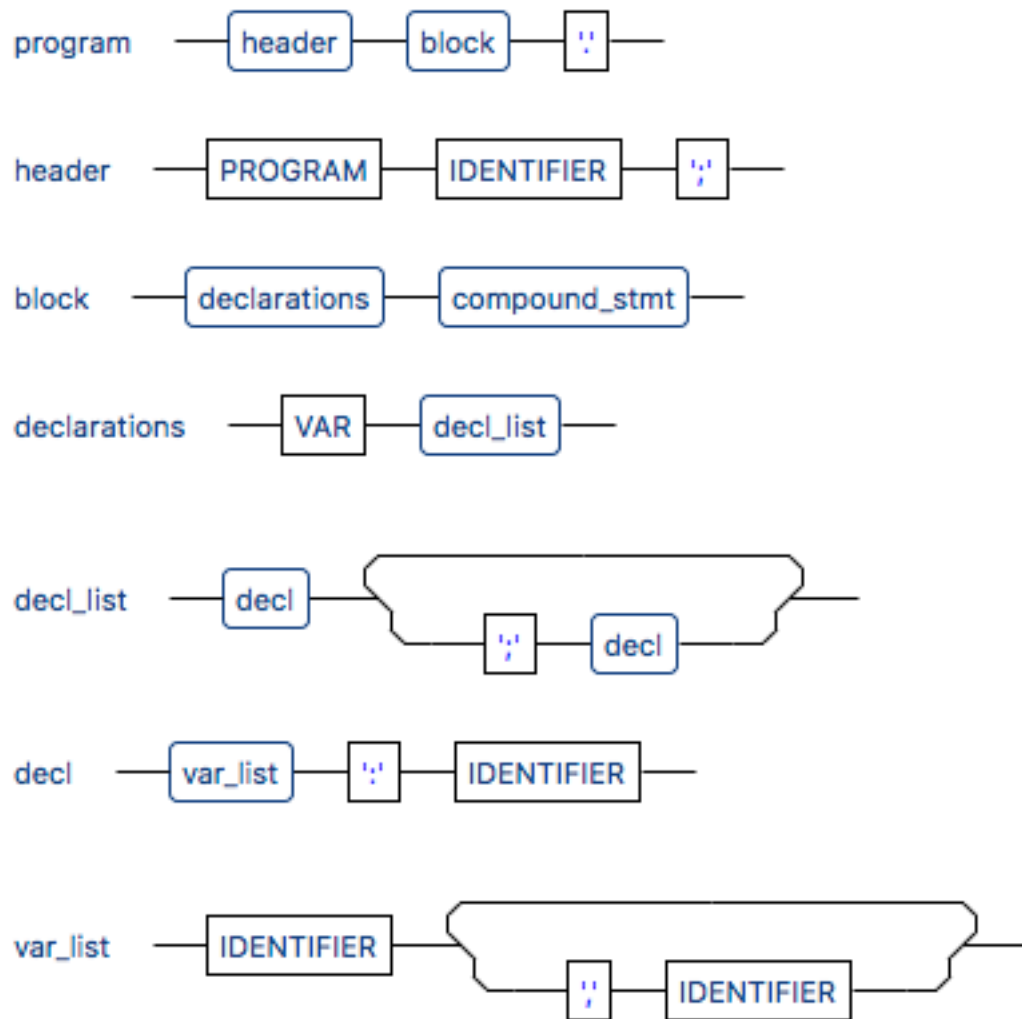 program header block '.'
header PROGRAM IDENTIFIER ';'
block declarations compound_stmt
declarations VAR decl_list
decl_list decl
';' decl
decl var_list ':' IDENTIFIER
var_list IDENTIFIER
',' IDENTIFIER